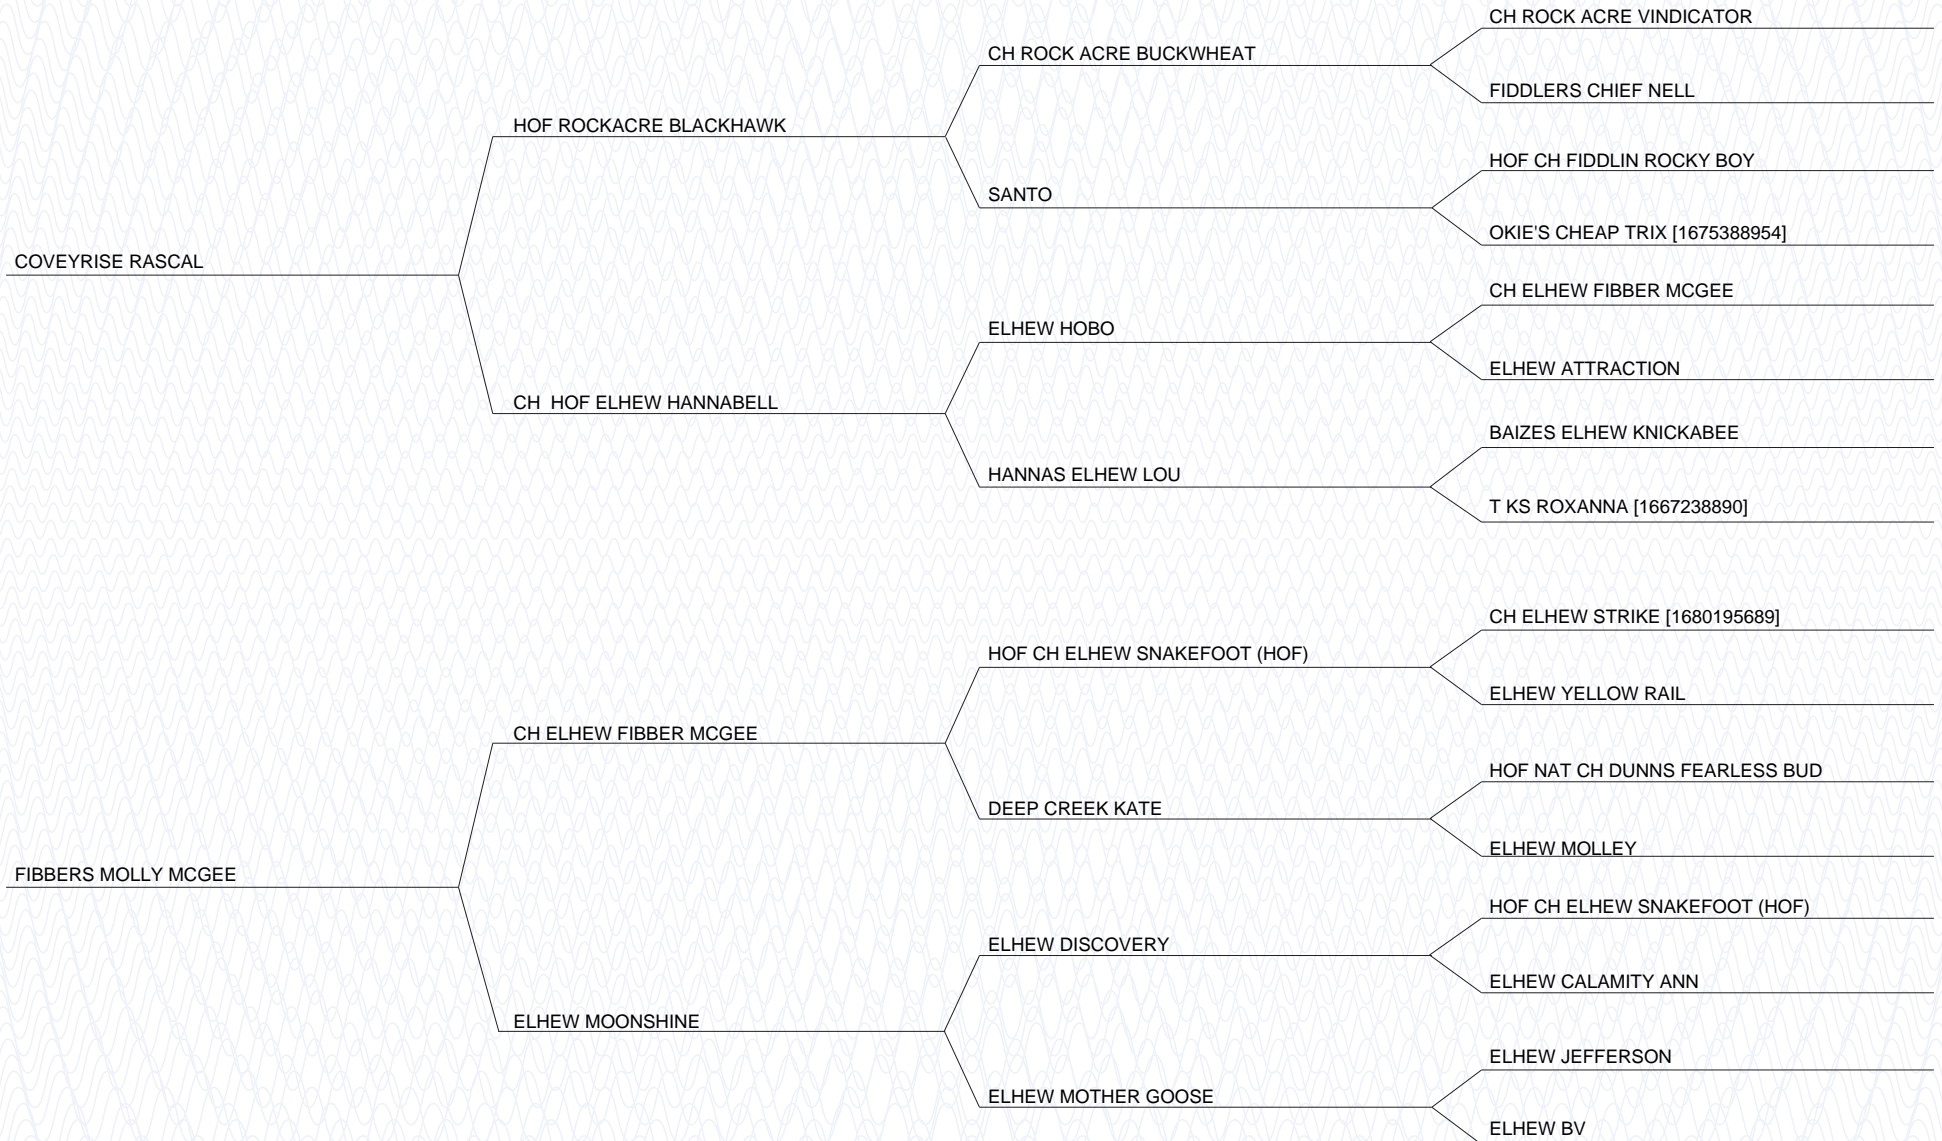 CH ROCK ACRE VINDICATOR
CH ROCK ACRE BUCKWHEAT
FIDDLERS CHIEF NELL
HOF ROCKACRE BLACKHAWK
HOF CH FIDDLIN ROCKY BOY
SANTO
OKIE'S CHEAP TRIX [1675388954]
COVEYRISE RASCAL
CH ELHEW FIBBER MCGEE
ELHEW HOBO
ELHEW ATTRACTION
CH  HOF ELHEW HANNABELL
BAIZES ELHEW KNICKABEE
HANNAS ELHEW LOU
T KS ROXANNA [1667238890]
CH ELHEW STRIKE [1680195689]
HOF CH ELHEW SNAKEFOOT (HOF)
ELHEW YELLOW RAIL
CH ELHEW FIBBER MCGEE
HOF NAT CH DUNNS FEARLESS BUD
DEEP CREEK KATE
ELHEW MOLLEY
FIBBERS MOLLY MCGEE
HOF CH ELHEW SNAKEFOOT (HOF)
ELHEW DISCOVERY
ELHEW CALAMITY ANN
ELHEW MOONSHINE
ELHEW JEFFERSON
ELHEW MOTHER GOOSE
ELHEW BV